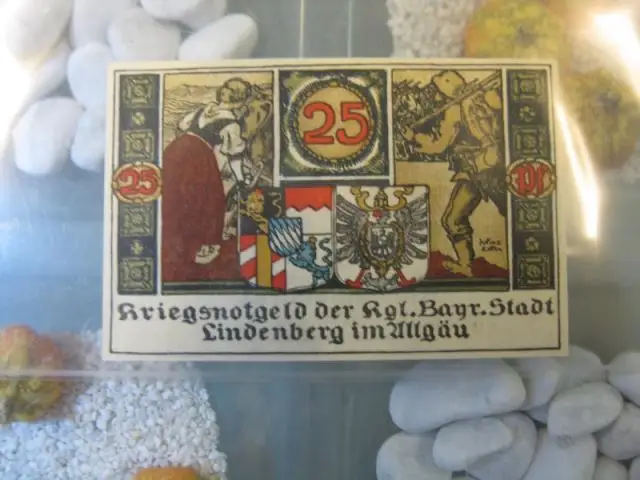 25
25 Pf
Kriegsnotgeld der Kgl. Bayr. Stadt
Lindenberg im Allgäu